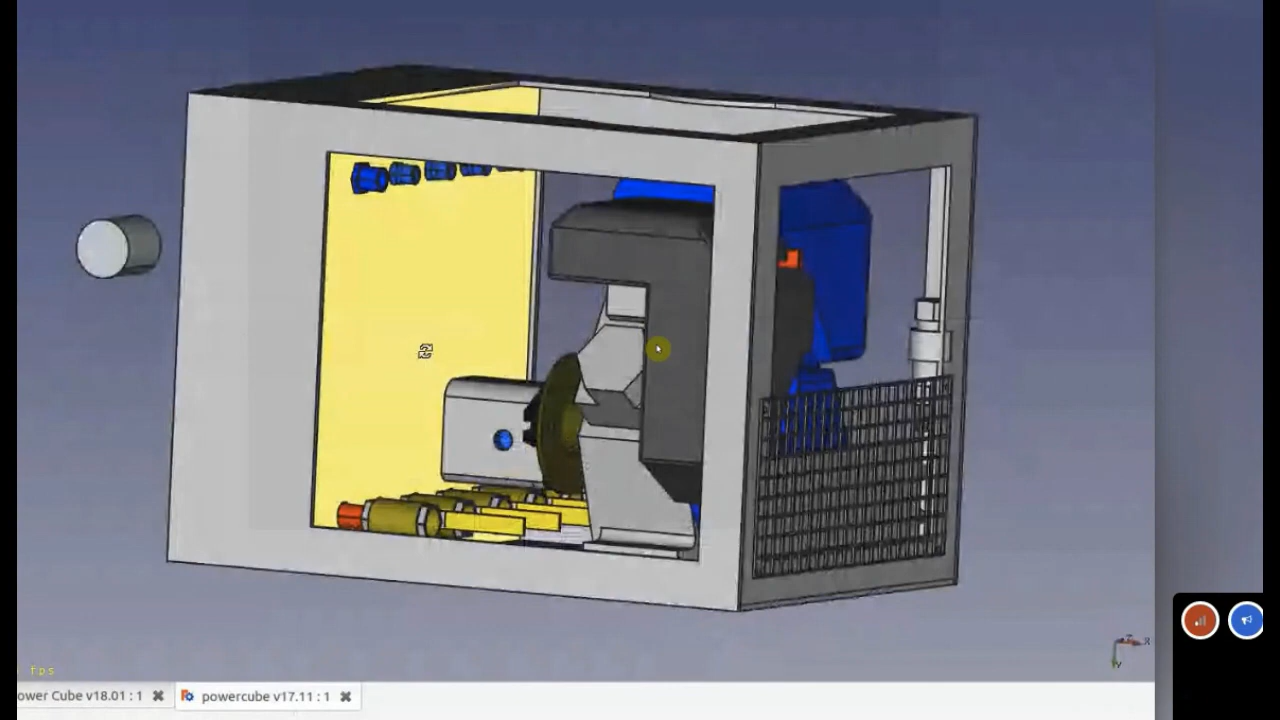 fps
ower Cube v18.01 : 1
powercube v17.11 : 1
X
Y